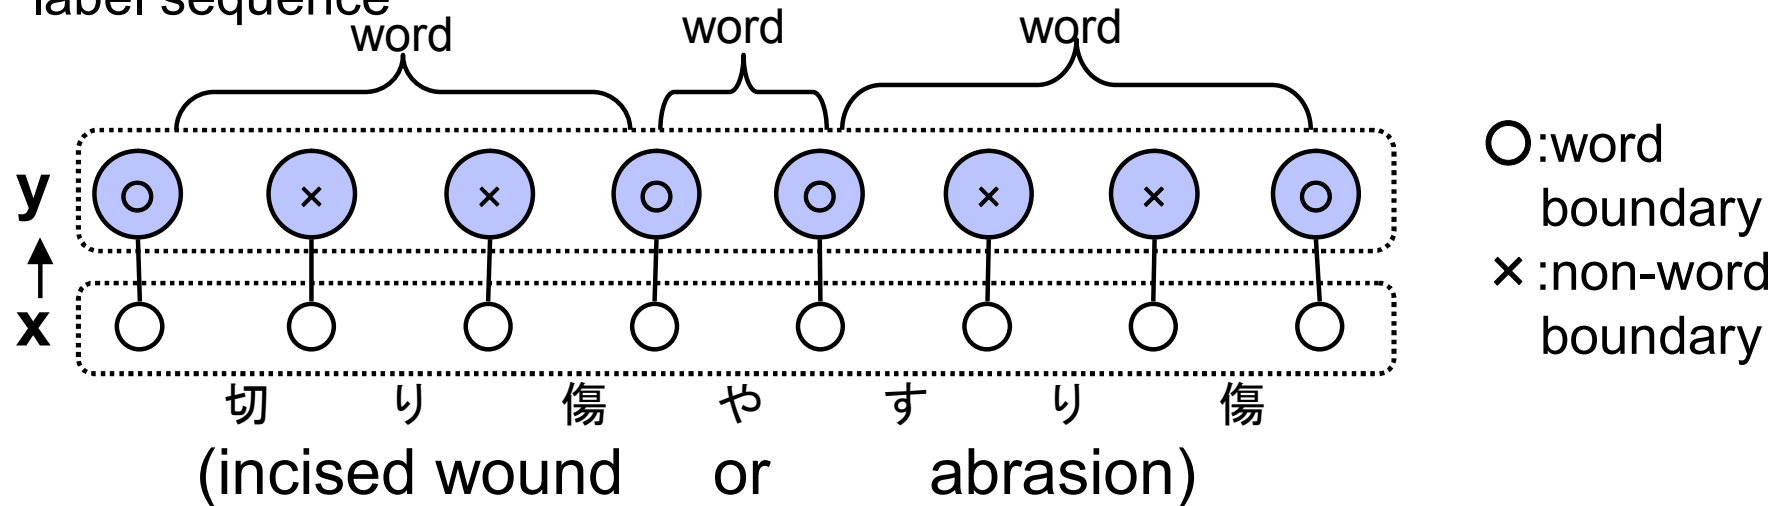 label sequence
word word word
y ○ × × ○ ○ × × ○
x
切 り 傷 や す り 傷
(incised wound or abrasion)
○:word
boundary
×:non-word
boundary